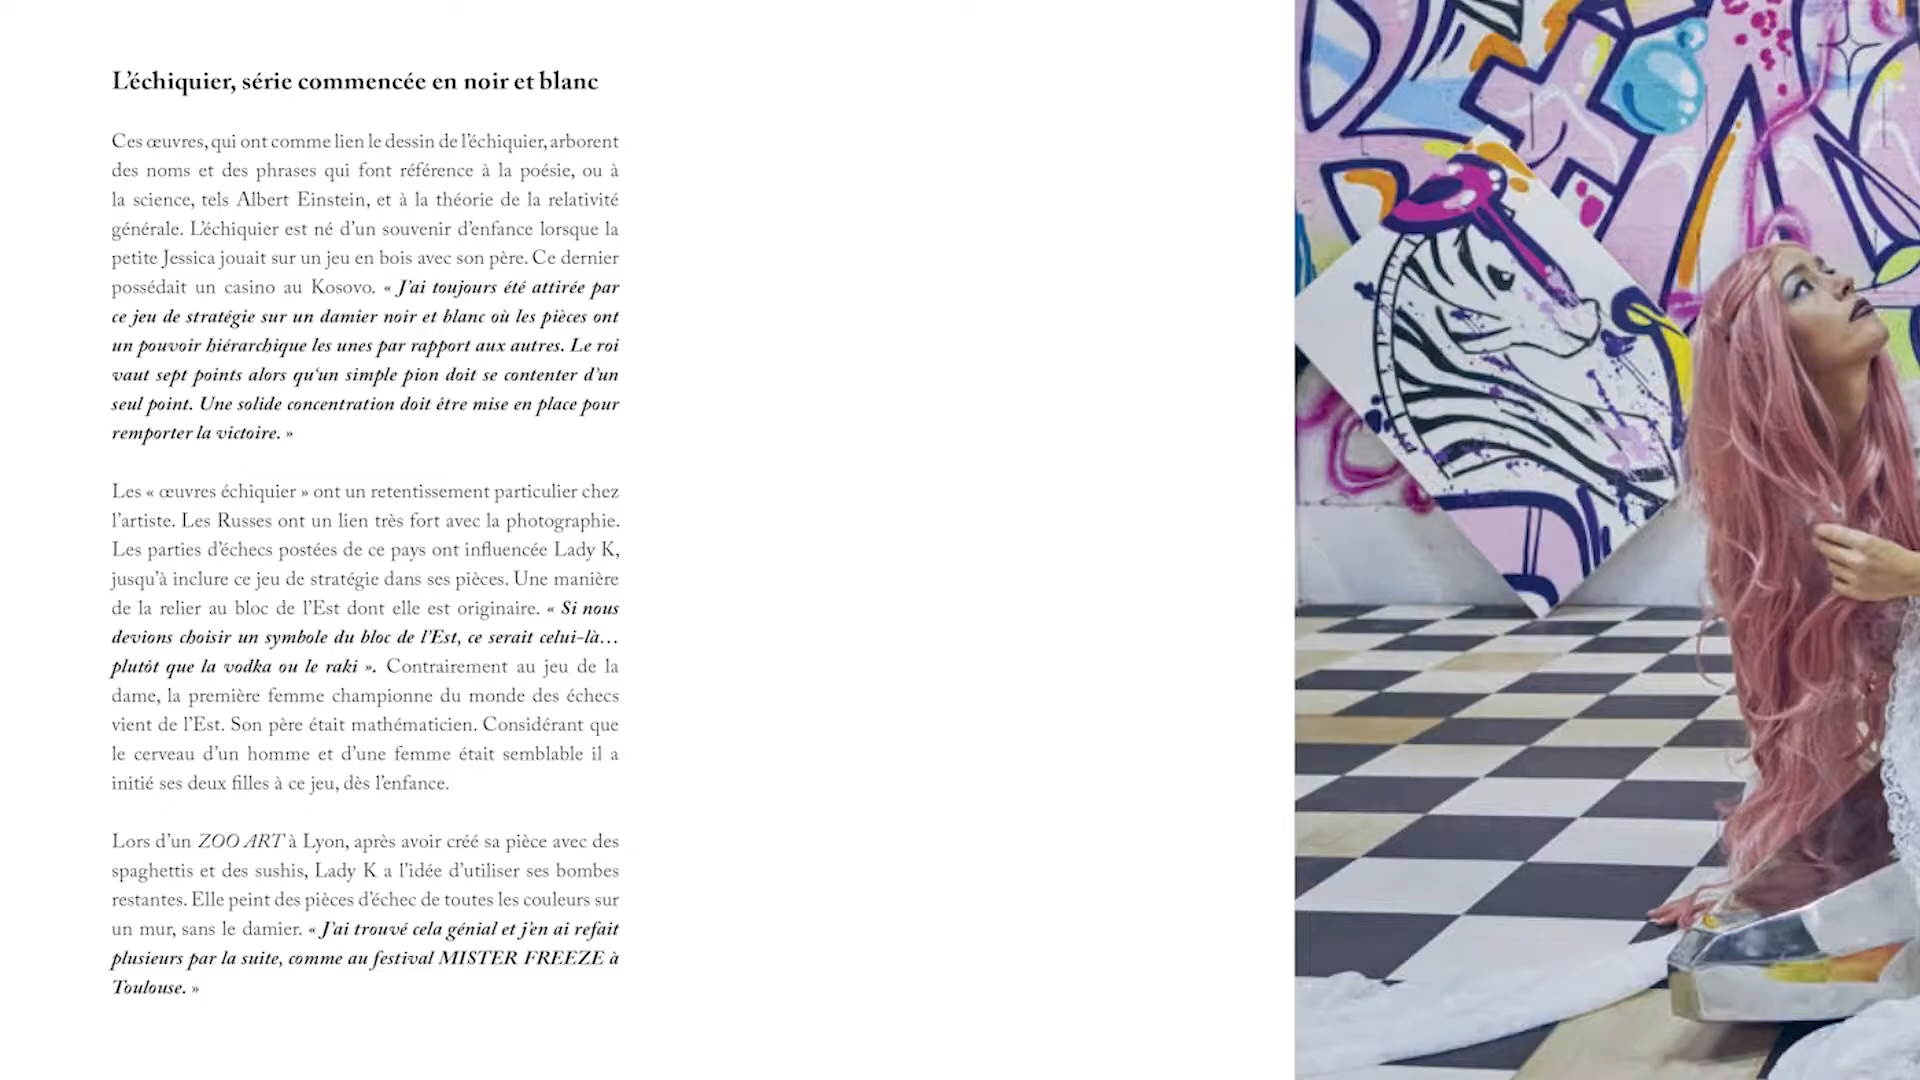 L’échiquier, série commencée en noir et blanc
Ces œuvres, qui ont comme lien le dessin de l’échiquier, arborent
des noms et des phrases qui font référence à la poésie, ou à
la science, tels Albert Einstein, et à la théorie de la relativité
générale. L’échiquier est né d’un souvenir d’enfance lorsque la
petite Jessica jouait sur un jeu en bois avec son père. Ce dernier
possédait un casino au Kosovo. « J’ai toujours été attirée par
ce jeu de stratégie sur un damier noir et blanc où les pièces ont
un pouvoir hiérarchique les unes par rapport aux autres. Le roi
vaut sept points alors qu‘un simple pion doit se contenter d’un
seul point. Une solide concentration doit être mise en place pour
remporter la victoire. »
Les « œuvres échiquier » ont un retentissement particulier chez
l’artiste. Les Russes ont un lien très fort avec la photographie.
Les parties d’échecs postées de ce pays ont influencée Lady K,
jusqu’à inclure ce jeu de stratégie dans ses pièces. Une manière
de la relier au bloc de l’Est dont elle est originaire. « Si nous
devions choisir un symbole du bloc de l’Est, ce serait celui-là…
plutôt que la vodka ou le raki ». Contrairement au jeu de la
dame, la première femme championne du monde des échecs
vient de l’Est. Son père était mathématicien. Considérant que
le cerveau d’un homme et d’une femme était semblable il a
initié ses deux filles à ce jeu, dès l’enfance.
Lors d’un ZOO ART à Lyon, après avoir créé sa pièce avec des
spaghettis et des sushis, Lady K a l’idée d’utiliser ses bombes
restantes. Elle peint des pièces d’échec de toutes les couleurs sur
un mur, sans le damier. « J’ai trouvé cela génial et j’en ai refait
plusieurs par la suite, comme au festival MISTER FREEZE à
Toulouse. »